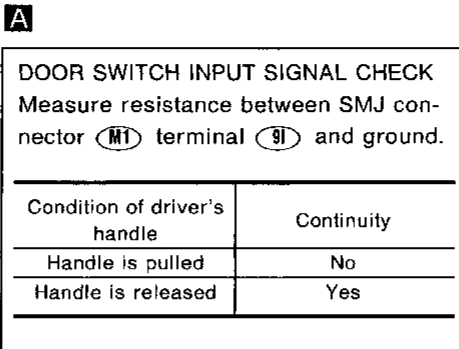 A
DOOR SWITCH INPUT SIGNAL CHECK
Measure resistance between SMJ con-
nector M1 terminal 9I and ground.
Condition of driver's handle Continuity
Handle is pulled No
Handle is released Yes